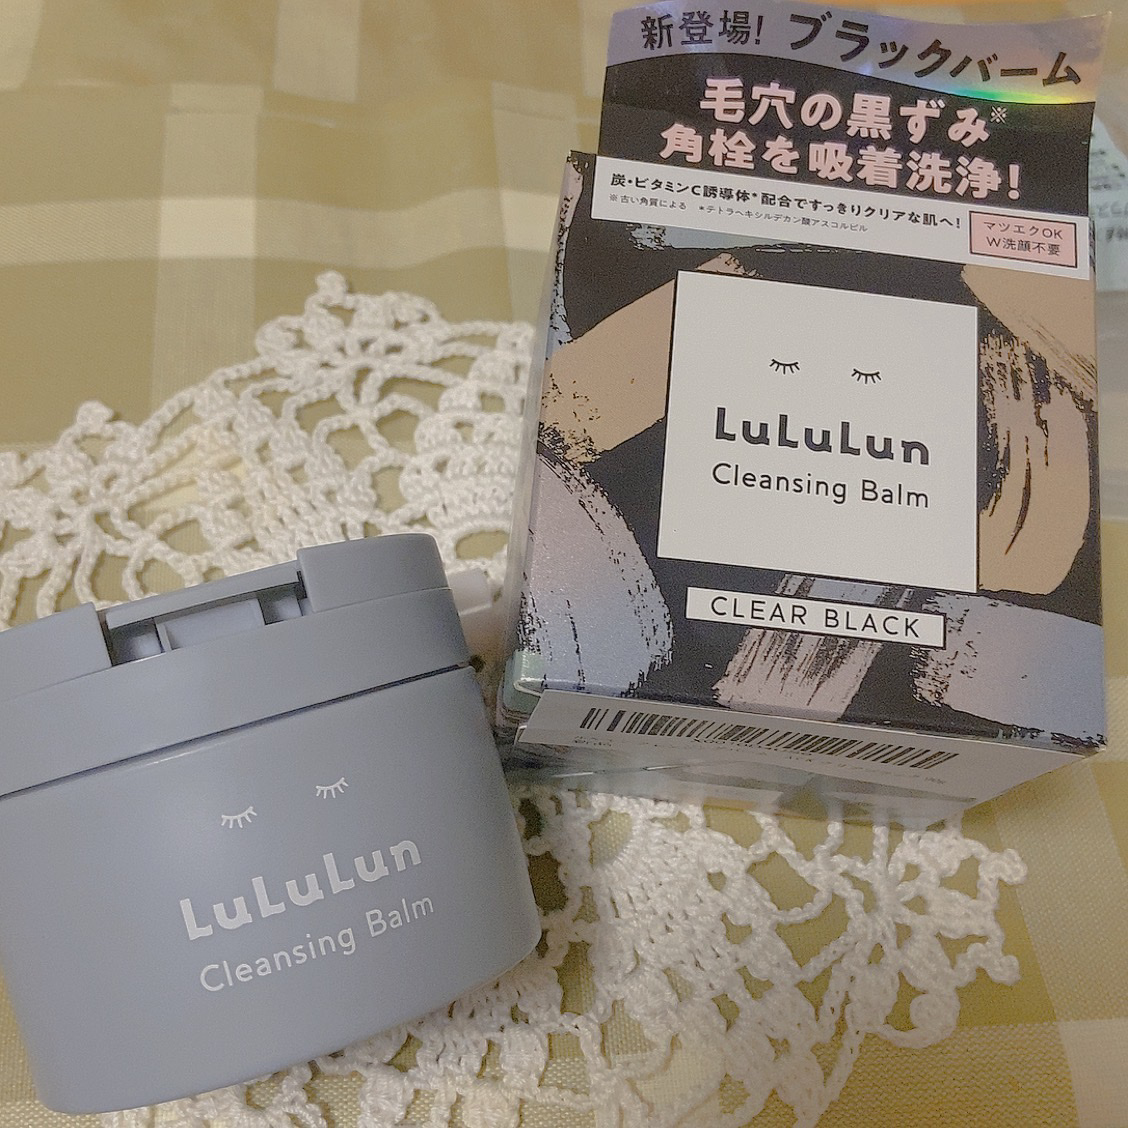 新登場! ブラックバーム
毛穴の黒ずみ※
角栓を吸着洗浄!
炭・ビタミンC誘導体*配合ですっきりクリアな肌へ!
※古い角質による *テトラヘキシルデカン酸アスコルビル
マツエクOK
W洗顔不要
LuLuLun
Cleansing Balm
CLEAR BLACK
LuLuLun
Cleansing Balm